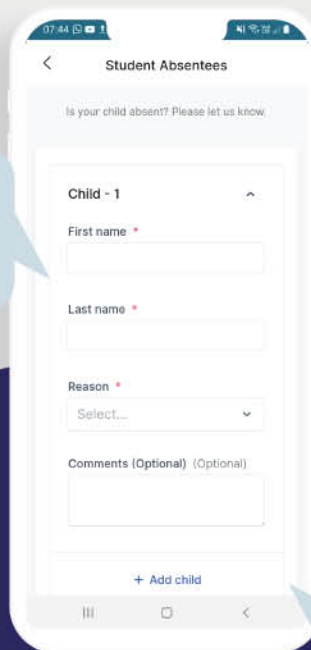 07:44
Student Absentees
Is your child absent? Please let us know.
Child - 1
First name *
Last name *
Reason *
Select...
Comments (Optional) (Optional)
+ Add child